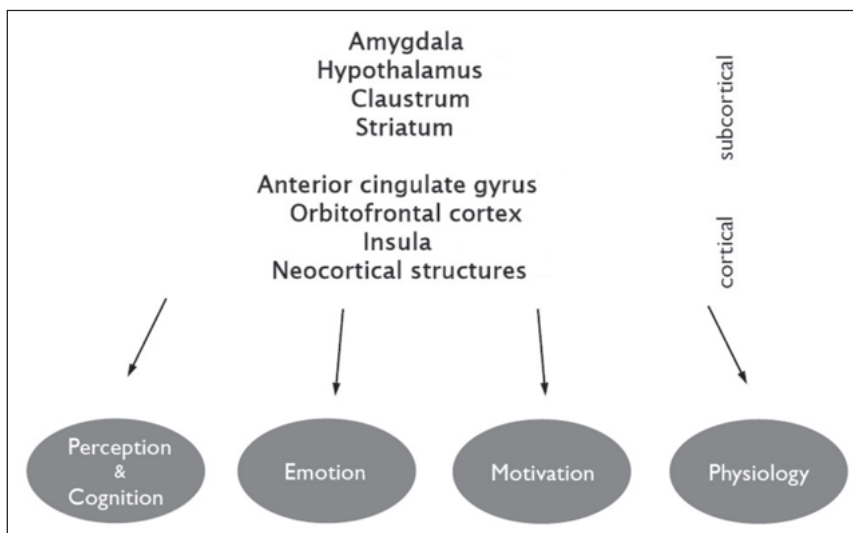 Amygdala
Hypothalamus
Claustrum
Striatum
subcortical
Anterior cingulate gyrus
Orbitofrontal cortex
Insula
Neocortical structures
cortical
Perception
&
Cognition
Emotion
Motivation
Physiology